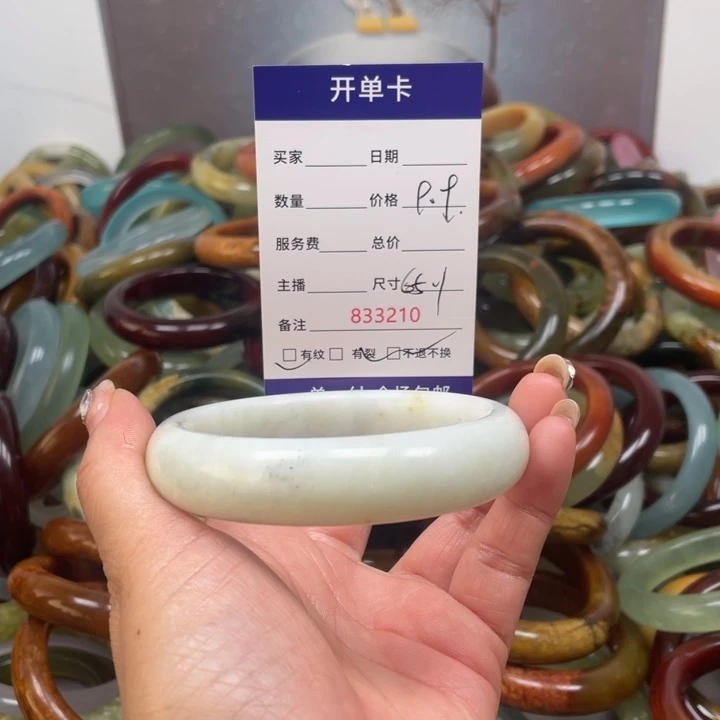 开单卡
买家 日期
数量 价格
服务费 总价
主播 尺寸
备注 833210
有纹 有裂 不退不换